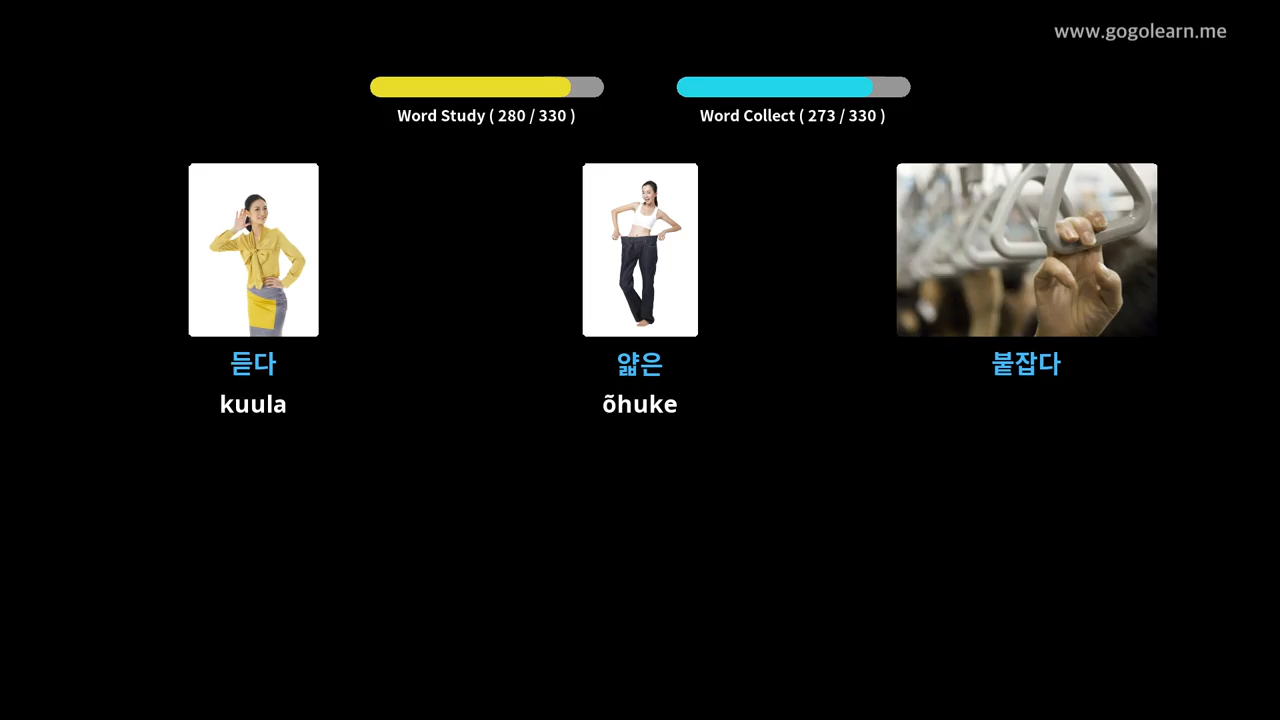 www.gogolearn.me
Word Study ( 280 / 330 )
Word Collect ( 273 / 330 )
듣다
얇은
붙잡다
kuula
õhuke